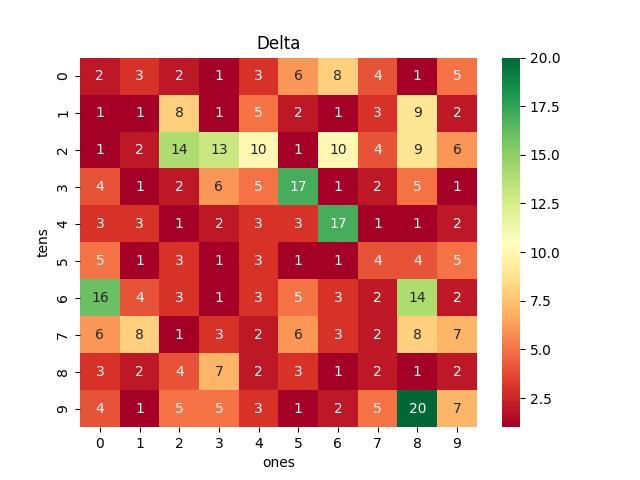 Delta
0 2 3 2 1 3 6 8 4 1 5
1 1 1 8 1 5 2 1 3 9 2
2 1 2 14 13 10 1 10 4 9 6
3 4 1 2 6 5 17 1 2 5 1
4 3 3 1 2 3 3 17 1 1 2
5 5 1 3 1 3 1 1 4 4 5
6 16 4 3 1 3 5 3 2 14 2
7 6 8 1 3 2 6 3 2 8 7
8 3 2 4 7 2 3 1 2 1 2
9 4 1 5 5 3 1 2 5 20 7
0 1 2 3 4 5 6 7 8 9
ones
tens
20.0
17.5
15.0
12.5
10.0
7.5
5.0
2.5